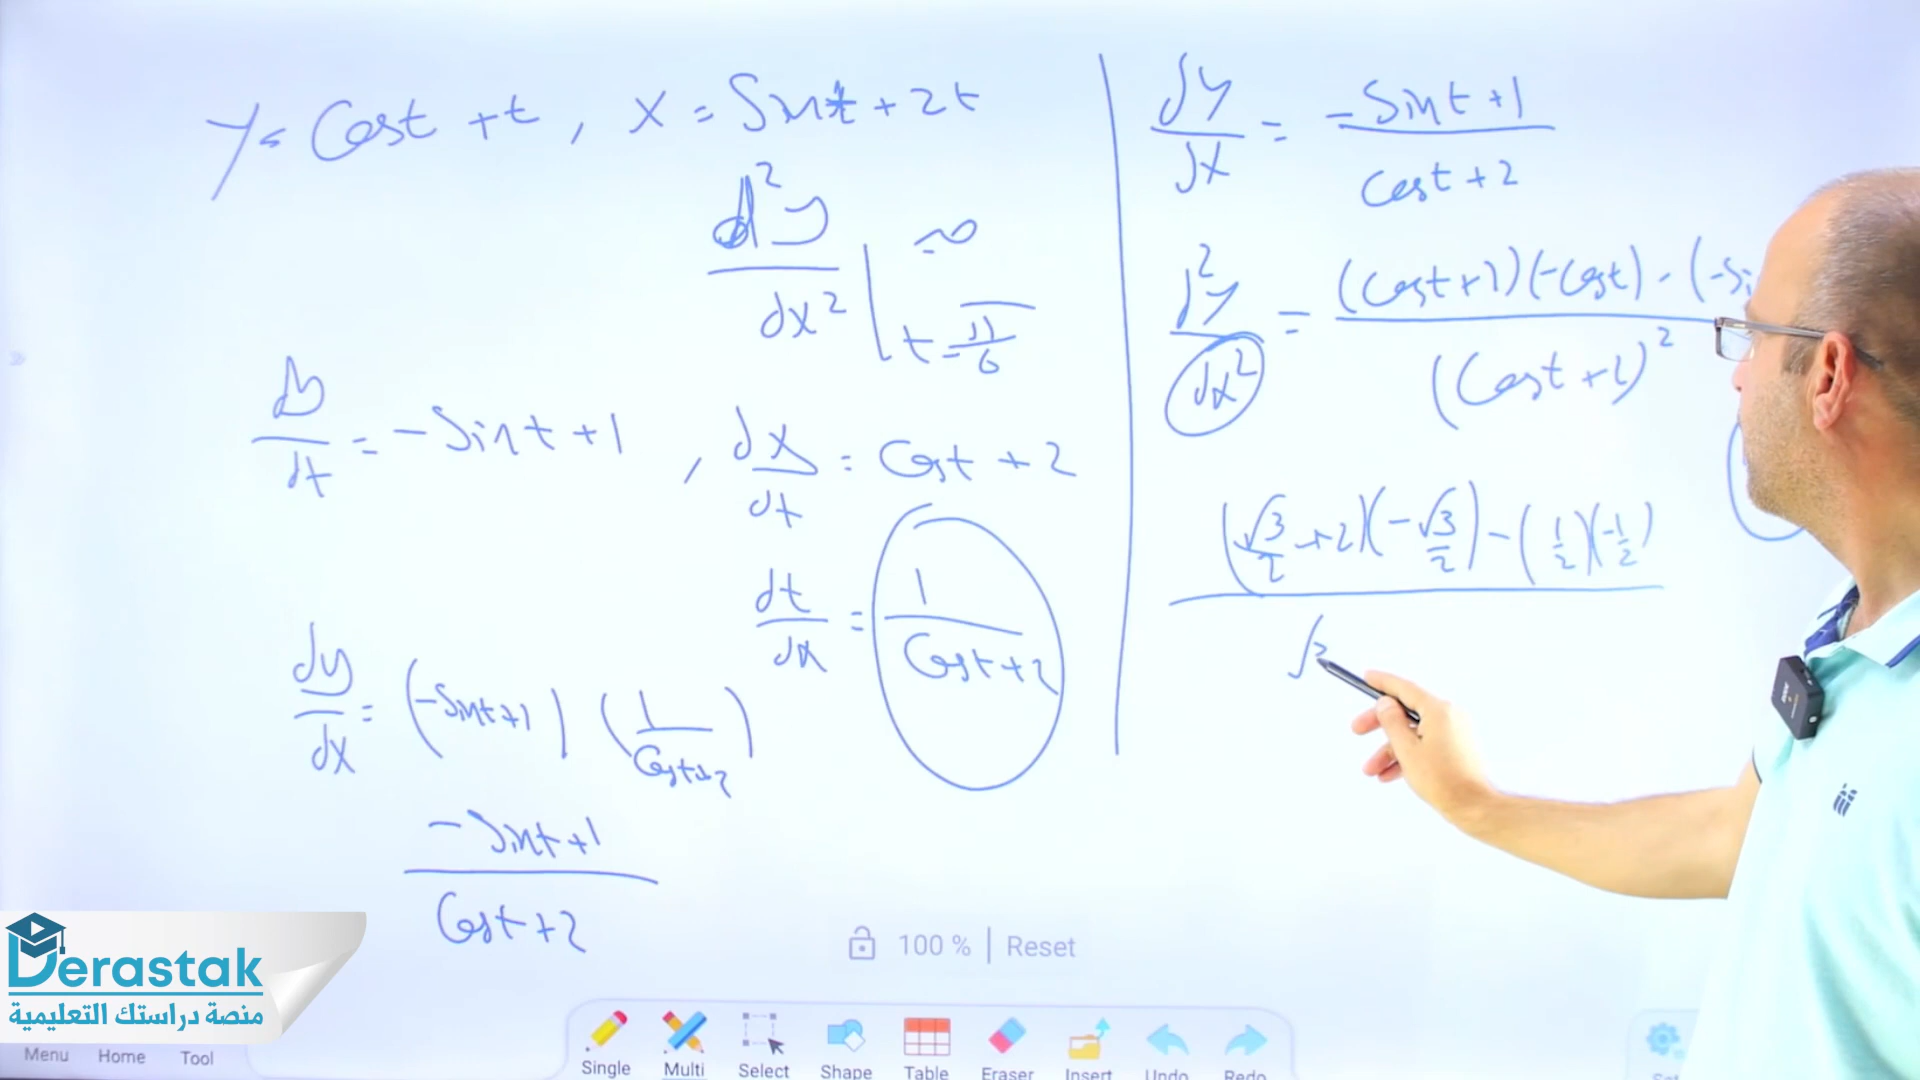 y = Cost + t , x = Sint + 2t
d²y / dx² | t = π/6 =
dy/dt = -Sint + 1 , dx/dt = Cost + 2
dt/dx = 1 / Cost + 2
dy/dx = (-Sint + 1) (1 / Cost + 2)
-Sint + 1 / Cost + 2
dy/dx = -Sint + 1 / Cost + 2
d²y / dx² = (Cost + 2)(-Cost) - (-Si / (Cost + 2)²
(√3/2 + 2)(-√3/2) - (1/2)(-1/2)
Derastak
منصة دراستك التعليمية
100 % | Reset
Menu Home Tool
Single Multi Select Shape Table Eraser Insert Undo Redo